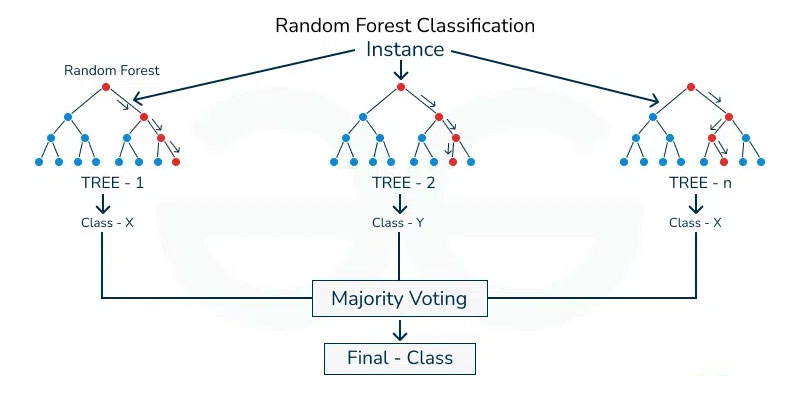 Random Forest Classification
Instance
Random Forest
TREE - 1
TREE - 2
TREE - n
Class - X
Class - Y
Class - X
Majority Voting
Final - Class